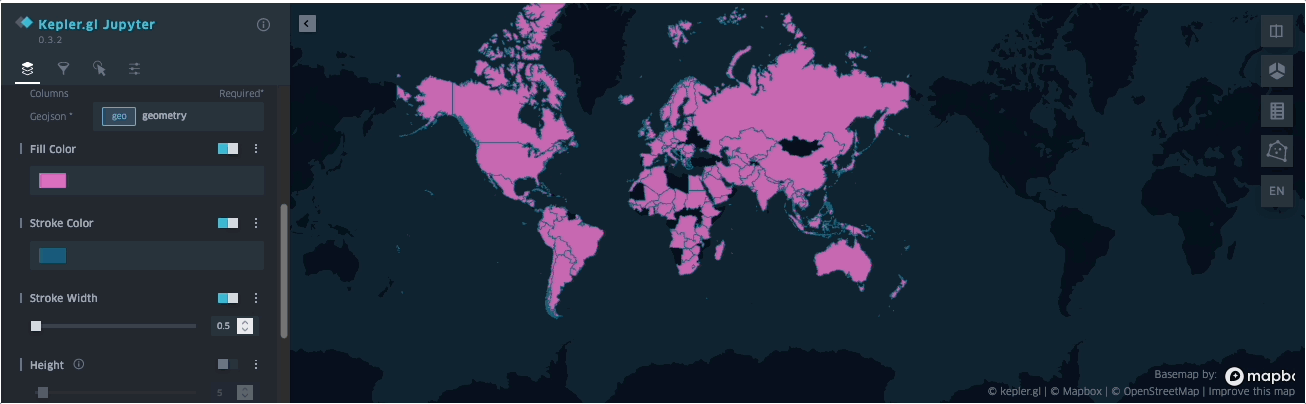 Kepler.gl Jupyter
0.3.2
Columns Required*
Geojson * geo geometry
Fill Color
Stroke Color
Stroke Width
0.5
Height
5
EN
Basemap by: mapbo
© kepler.gl | © Mapbox | © OpenStreetMap | Improve this map